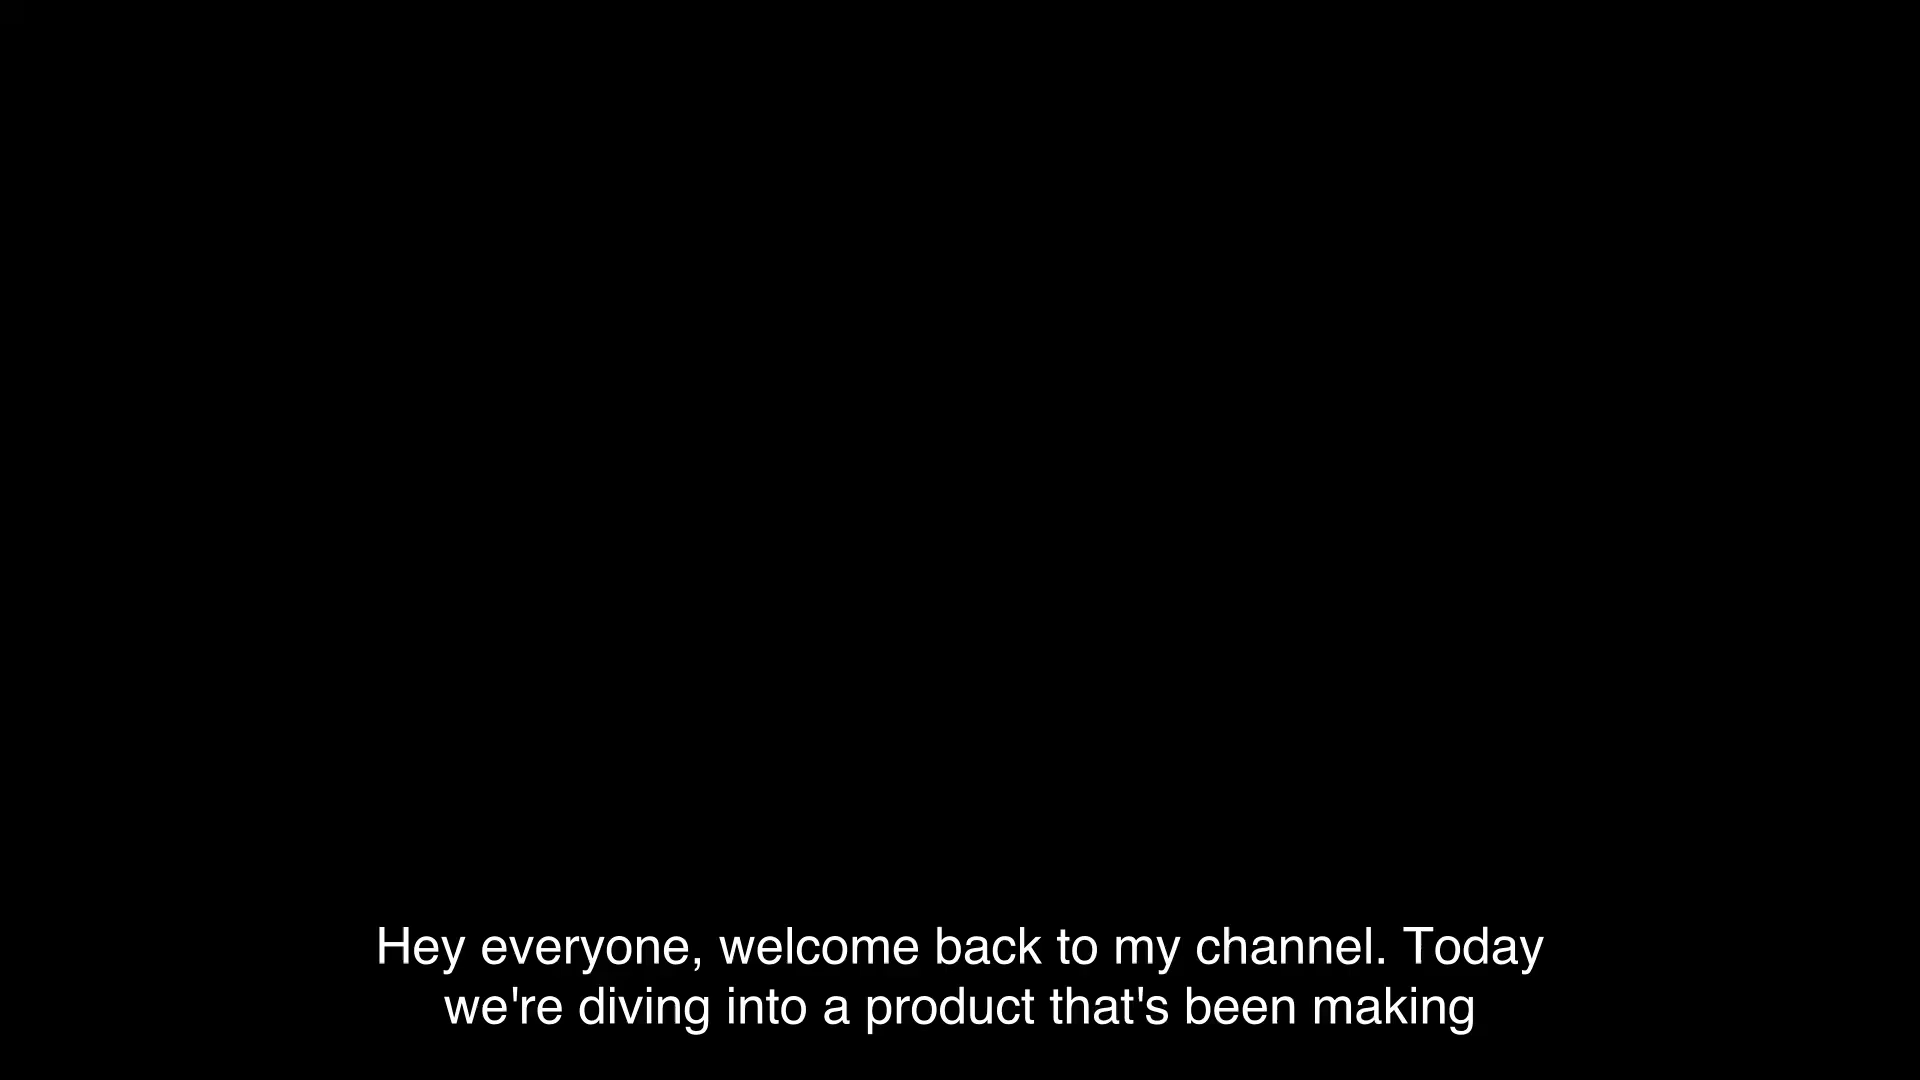 Hey everyone, welcome back to my channel. Today
we're diving into a product that's been making